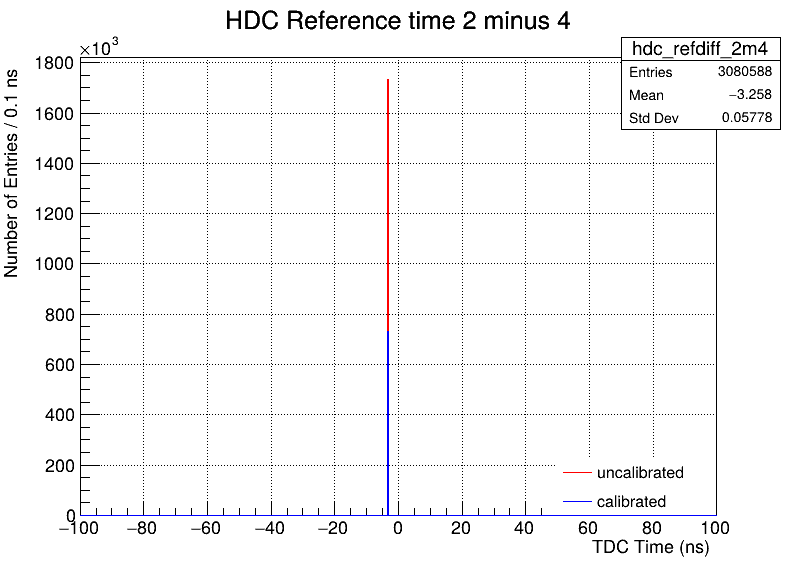 HDC Reference time 2 minus 4
×10³
hdc_refdiff_2m4
Entries 3080588
Mean −3.258
Std Dev 0.05778
Number of Entries / 0.1 ns
1800
1600
1400
1200
1000
800
600
400
200
0
uncalibrated
calibrated
−100 −80 −60 −40 −20 0 20 40 60 80 100
TDC Time (ns)